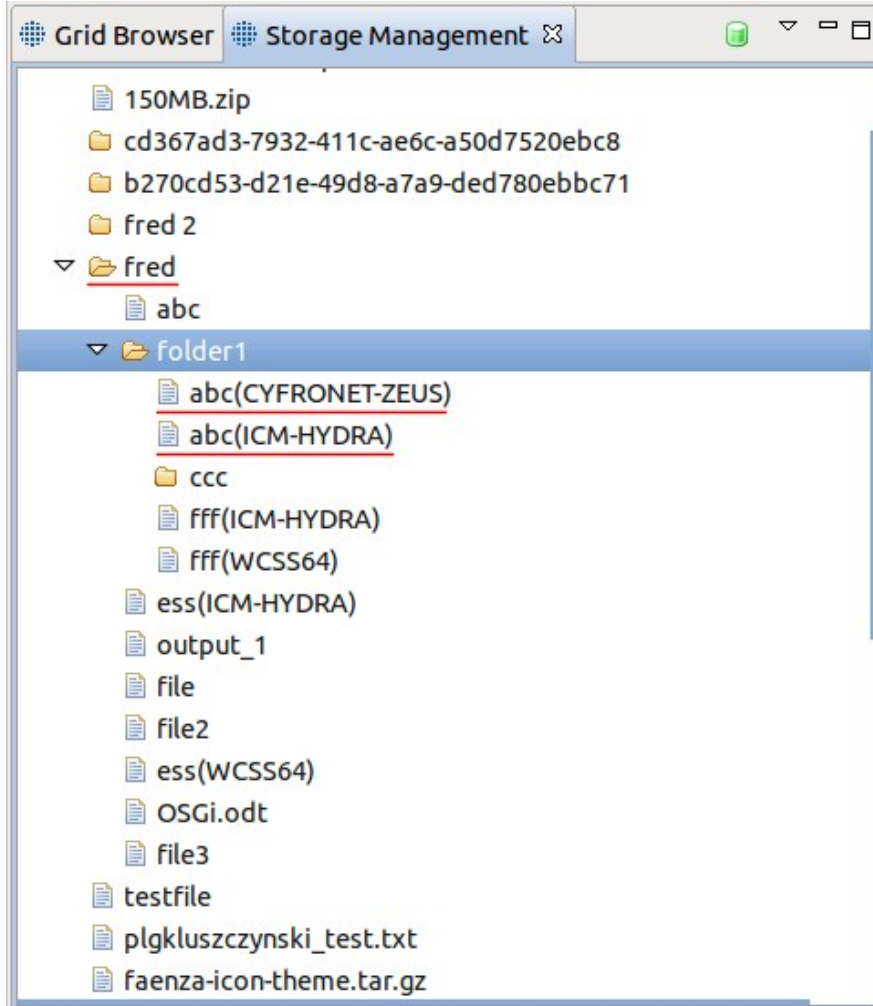 Grid Browser Storage Management
150MB.zip
cd367ad3-7932-411c-ae6c-a50d7520ebc8
b270cd53-d21e-49d8-a7a9-ded780ebbc71
fred 2
fred
abc
folder1
abc(CYFRONET-ZEUS)
abc(ICM-HYDRA)
ccc
fff(ICM-HYDRA)
fff(WCSS64)
ess(ICM-HYDRA)
output_1
file
file2
ess(WCSS64)
OSGi.odt
file3
testfile
plgkluszczynski_test.txt
faenza-icon-theme.tar.gz